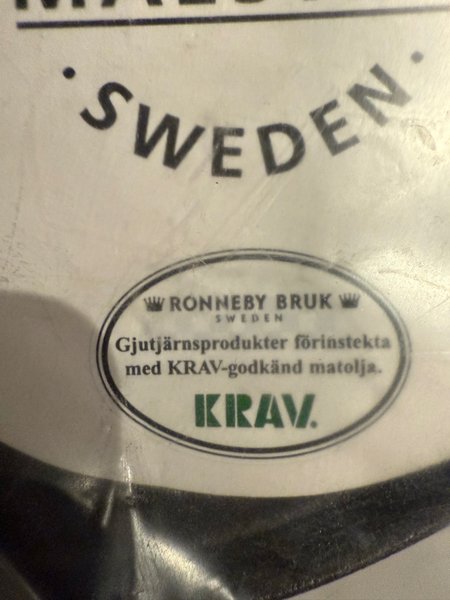 · SWEDEN ·
RONNEBY BRUK
SWEDEN
Gjutjärnsprodukter förinstekta
med KRAV-godkänd matolja.
KRAV.